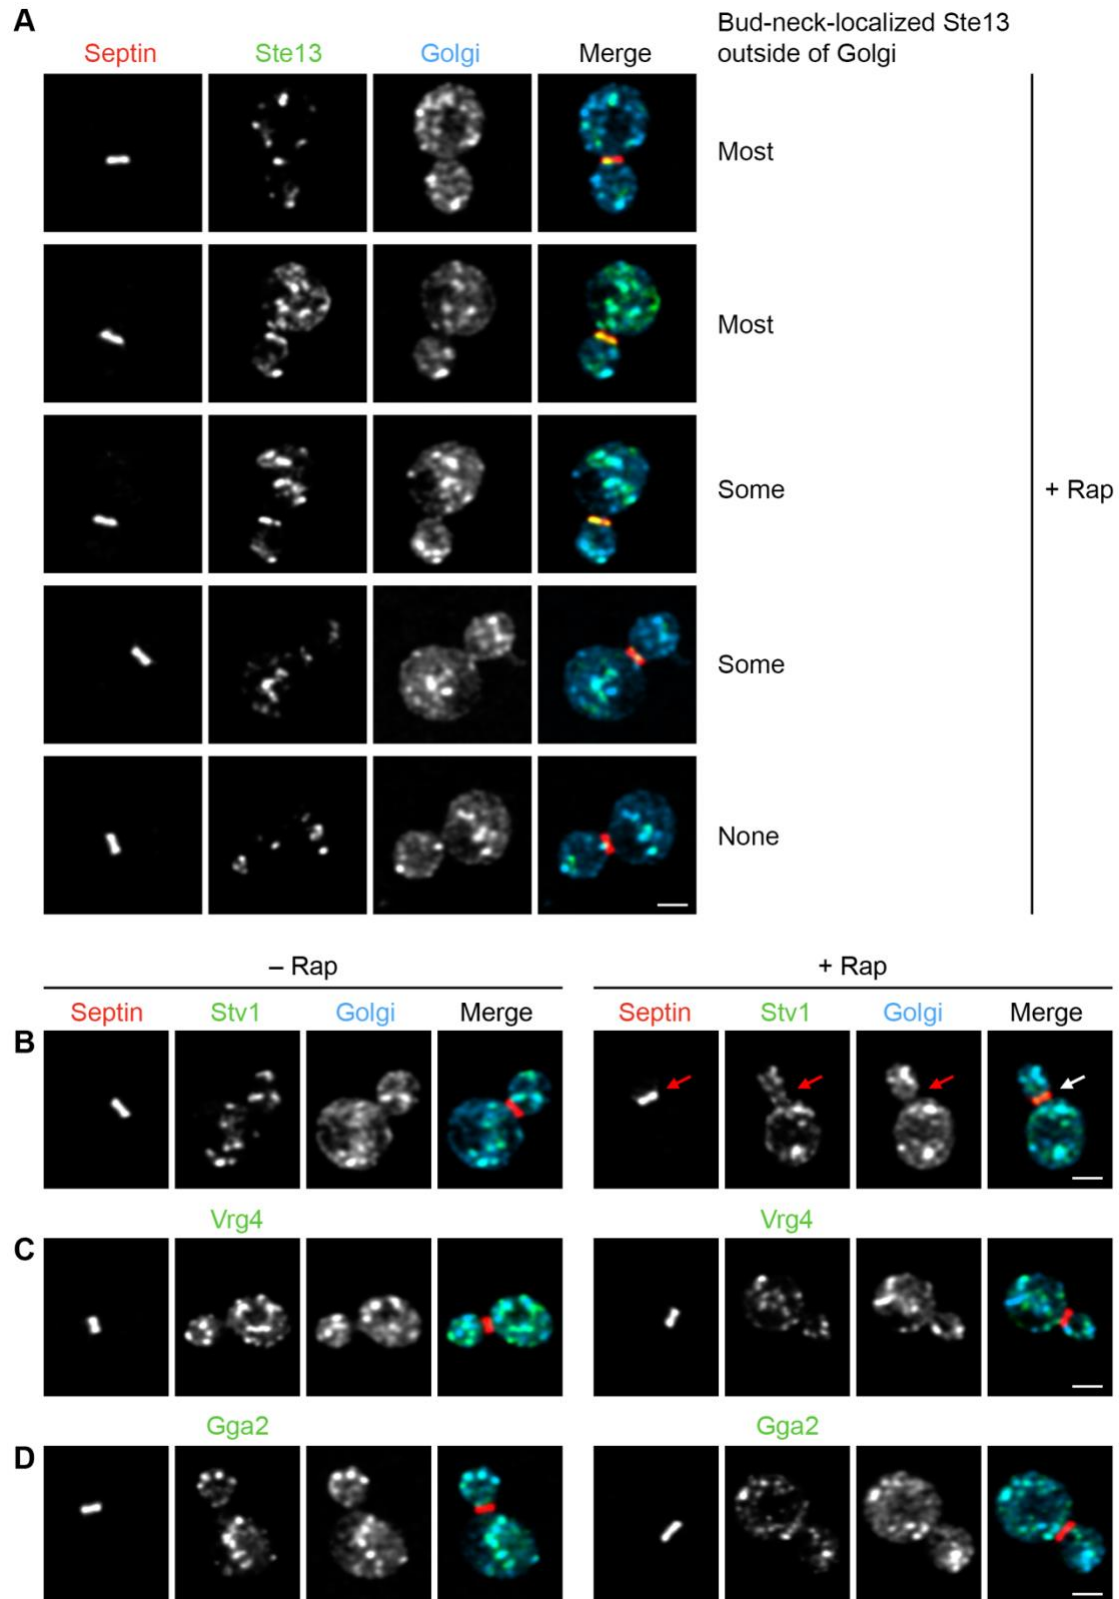 A
Bud-neck-localized Ste13
outside of Golgi
Septin Ste13 Golgi Merge
Most
Most
Some
+ Rap
Some
None
– Rap + Rap
Septin Stv1 Golgi Merge Septin Stv1 Golgi Merge
B
Vrg4 Vrg4
C
Gga2 Gga2
D